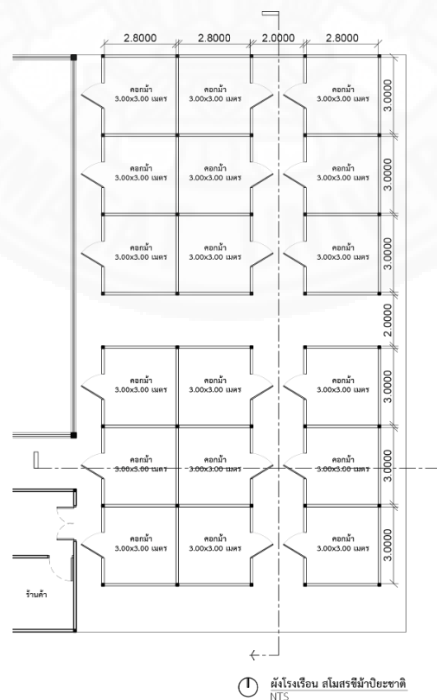 2.8000 2.8000 2.0000 2.8000
คอกม้า คอกม้า คอกม้า
3.00x3.00 เมตร 3.00x3.00 เมตร 3.00x3.00 เมตร
3.0000
คอกม้า คอกม้า คอกม้า
3.00x3.00 เมตร 3.00x3.00 เมตร 3.00x3.00 เมตร
3.0000
คอกม้า คอกม้า คอกม้า
3.00x3.00 เมตร 3.00x3.00 เมตร 3.00x3.00 เมตร
3.0000
2.0000
คอกม้า คอกม้า คอกม้า
3.00x3.00 เมตร 3.00x3.00 เมตร 3.00x3.00 เมตร
3.0000
คอกม้า คอกม้า คอกม้า
3.00x3.00 เมตร 3.00x3.00 เมตร 3.00x3.00 เมตร
3.0000
คอกม้า คอกม้า คอกม้า
3.00x3.00 เมตร 3.00x3.00 เมตร 3.00x3.00 เมตร
3.0000
ร้านค้า
ผังโรงเรือน สโมสรขี่ม้าปิยะชาติ
NTS